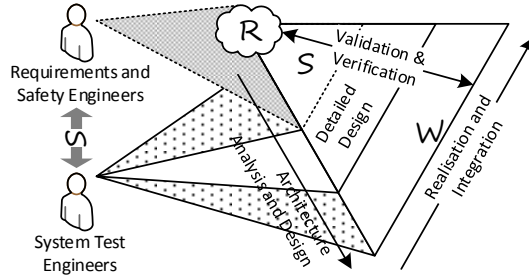 R
S
Validation &
Verification
Requirements and
Safety Engineers
S
Detailed
Design
W
Realisation and
Integration
Architecture
Analysis and Design
System Test
Engineers